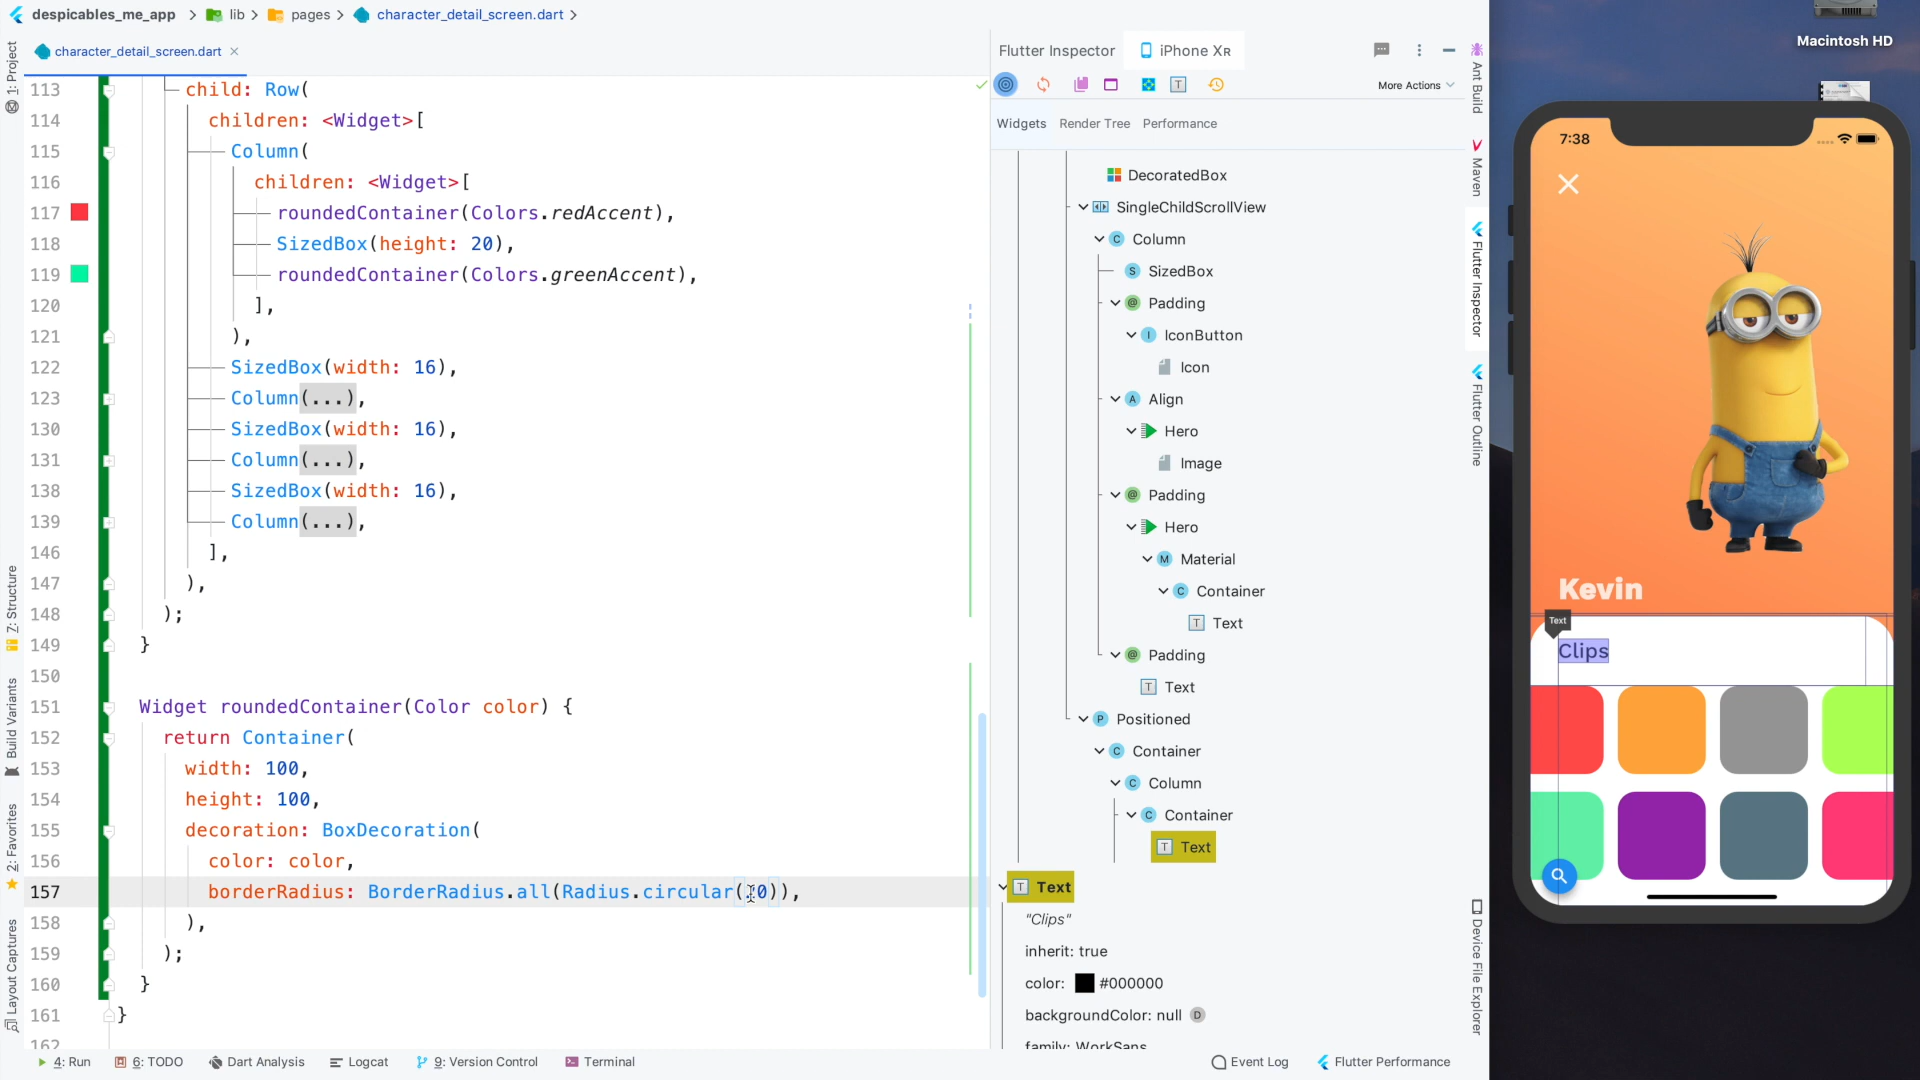 despicables_me_app
lib
pages
character_detail_screen.dart
character_detail_screen.dart
1: Project
7: Structure
Build Variants
2: Favorites
Layout Captures
113 child: Row(
114 children: <Widget>[
115 Column(
116 children: <Widget>[
117 roundedContainer(Colors.redAccent),
118 SizedBox(height: 20),
119 roundedContainer(Colors.greenAccent),
120 ],
121 ),
122 SizedBox(width: 16),
123 Column(...),
130 SizedBox(width: 16),
131 Column(...),
138 SizedBox(width: 16),
139 Column(...),
146 ],
147 ),
148 );
149 }
150
151 Widget roundedContainer(Color color) {
152 return Container(
153 width: 100,
154 height: 100,
155 decoration: BoxDecoration(
156 color: color,
157 borderRadius: BorderRadius.all(Radius.circular( 0)),
158 ),
159 );
160 }
161 }
162
4: Run
6: TODO
Dart Analysis
Logcat
9: Version Control
Terminal
Event Log
Flutter Performance
Flutter Inspector
iPhone XR
More Actions
Widgets
Render Tree
Performance
DecoratedBox
SingleChildScrollView
C Column
S SizedBox
@ Padding
I IconButton
Icon
A Align
Hero
Image
@ Padding
Hero
M Material
C Container
T Text
@ Padding
T Text
P Positioned
C Container
C Column
C Container
T Text
T Text
"Clips"
inherit: true
color: #000000
backgroundColor: null D
family: WorkSans
Ant Build
Maven
Flutter Inspector
Flutter Outline
Device File Explorer
Macintosh HD
7:38
Kevin
Text
Clips